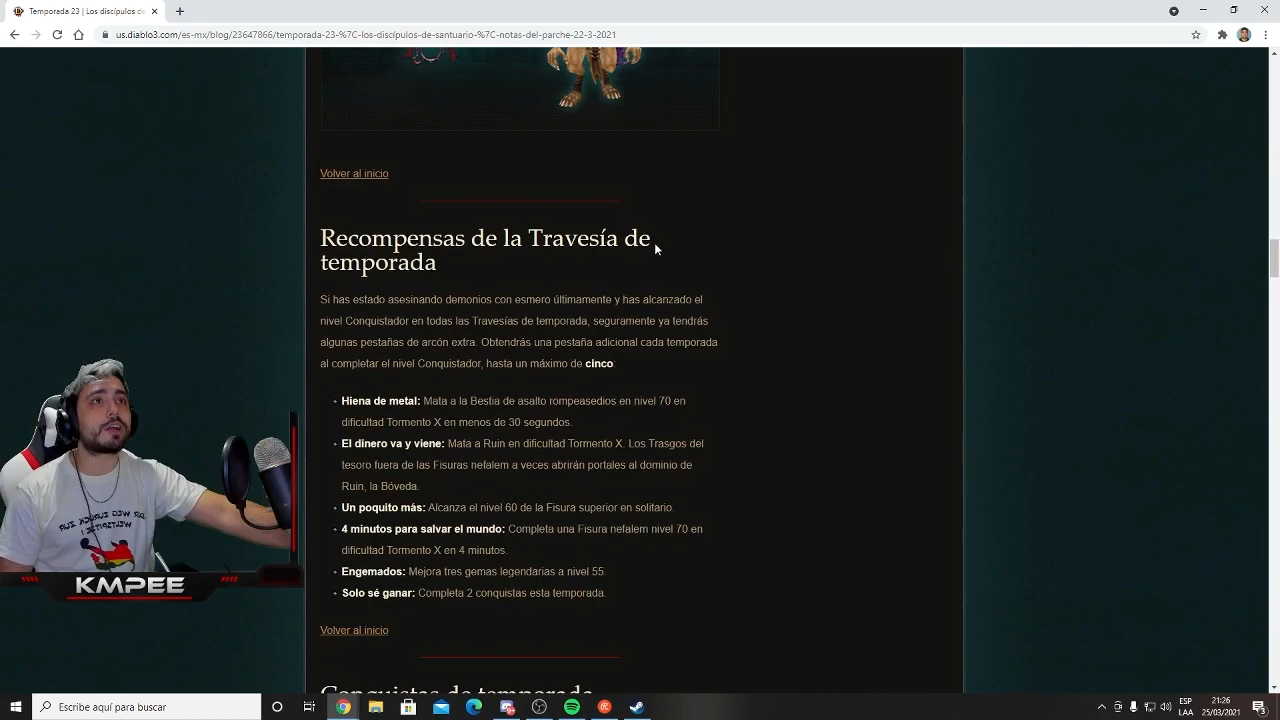 Temporada 23 | Los discípulos de
us.diablo3.com/es-mx/blog/23647866/temporada-23-%7C-los-discípulos-de-santuario-%7C-notas-del-parche-22-3-2021
Volver al inicio
Recompensas de la Travesía de
temporada
Si has estado asesinando demonios con esmero últimamente y has alcanzado el
nivel Conquistador en todas las Travesías de temporada, seguramente ya tendrás
algunas pestañas de arcón extra. Obtendrás una pestaña adicional cada temporada
al completar el nivel Conquistador, hasta un máximo de cinco:
Hiena de metal: Mata a la Bestia de asalto rompeasedios en nivel 70 en
dificultad Tormento X en menos de 30 segundos.
El dinero va y viene: Mata a Ruin en dificultad Tormento X. Los Trasgos del
tesoro fuera de las Fisuras nefalem a veces abrirán portales al dominio de
Ruin, la Bóveda.
Un poquito más: Alcanza el nivel 60 de la Fisura superior en solitario.
4 minutos para salvar el mundo: Completa una Fisura nefalem nivel 70 en
dificultad Tormento X en 4 minutos.
Engemados: Mejora tres gemas legendarias a nivel 55.
Solo sé ganar: Completa 2 conquistas esta temporada.
Volver al inicio
Conquistas de temporada
KMPEE
Escribe aquí para buscar
ESP
LAA
21:26
25/03/2021